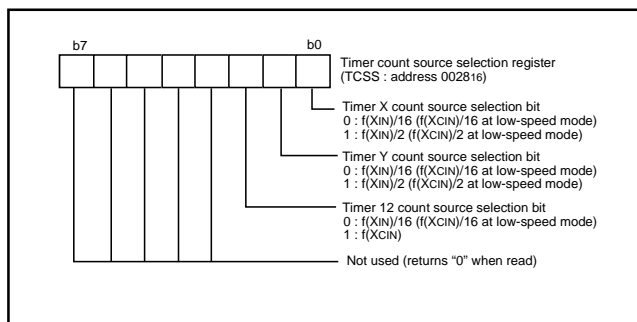 b7
b0
Timer count source selection register
(TCSS : address 002816)
Timer X count source selection bit
0 : f(XIN)/16 (f(XCIN)/16 at low-speed mode)
1 : f(XIN)/2 (f(XCIN)/2 at low-speed mode)
Timer Y count source selection bit
0 : f(XIN)/16 (f(XCIN)/16 at low-speed mode)
1 : f(XIN)/2 (f(XCIN)/2 at low-speed mode)
Timer 12 count source selection bit
0 : f(XIN)/16 (f(XCIN)/16 at low-speed mode)
1 : f(XCIN)
Not used (returns “0” when read)